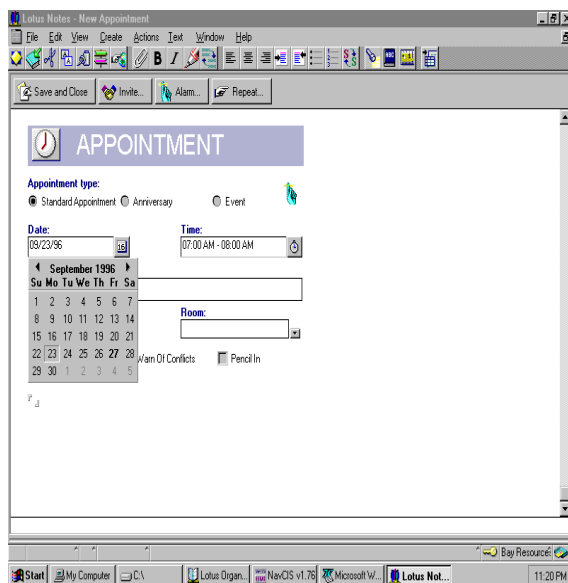 Lotus Notes - New Appointment
File Edit View Create Actions Text Window Help
Save and Close Invite... Alarm... Repeat...
APPOINTMENT
Appointment type:
Standard Appointment Anniversary Event
Date: Time:
09/23/96 16 07:00 AM - 08:00 AM
September 1996
Su Mo Tu We Th Fr Sa
1 2 3 4 5 6 7
Room:
8 9 10 11 12 13 14
15 16 17 18 19 20 21
22 23 24 25 26 27 28 Warn Of Conflicts Pencil In
29 30 1 2 3 4 5
Bay Resource
Start My Computer C:\ Lotus Organ... NavCIS v1.76 Microsoft W... Lotus Not... 11:20 PM